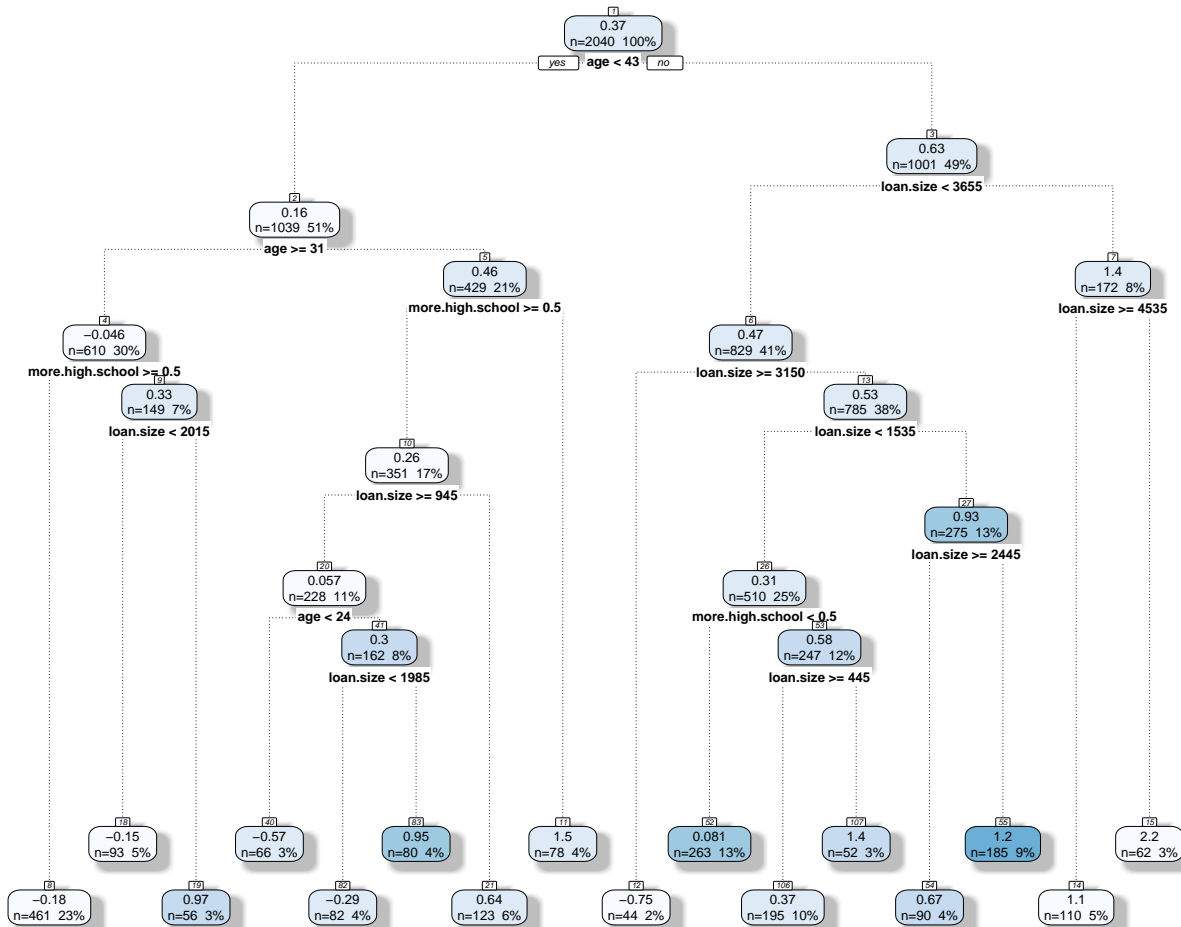 1
0.37
n=2040 100%
yes age < 43 no
3
0.63
n=1001 49%
loan.size < 3655
2
0.16
n=1039 51%
age >= 31
5
0.46
n=429 21%
more.high.school >= 0.5
7
1.4
n=172 8%
loan.size >= 4535
4
−0.046
n=610 30%
more.high.school >= 0.5
6
0.47
n=829 41%
loan.size >= 3150
9
0.33
n=149 7%
loan.size < 2015
13
0.53
n=785 38%
loan.size < 1535
10
0.26
n=351 17%
loan.size >= 945
27
0.93
n=275 13%
loan.size >= 2445
20
0.057
n=228 11%
age < 24
26
0.31
n=510 25%
more.high.school < 0.5
41
0.3
n=162 8%
loan.size < 1985
53
0.58
n=247 12%
loan.size >= 445
18
−0.15
n=93 5%
40
−0.57
n=66 3%
83
0.95
n=80 4%
11
1.5
n=78 4%
52
0.081
n=263 13%
107
1.4
n=52 3%
55
1.2
n=185 9%
15
2.2
n=62 3%
8
−0.18
n=461 23%
19
0.97
n=56 3%
82
−0.29
n=82 4%
21
0.64
n=123 6%
12
−0.75
n=44 2%
106
0.37
n=195 10%
54
0.67
n=90 4%
14
1.1
n=110 5%